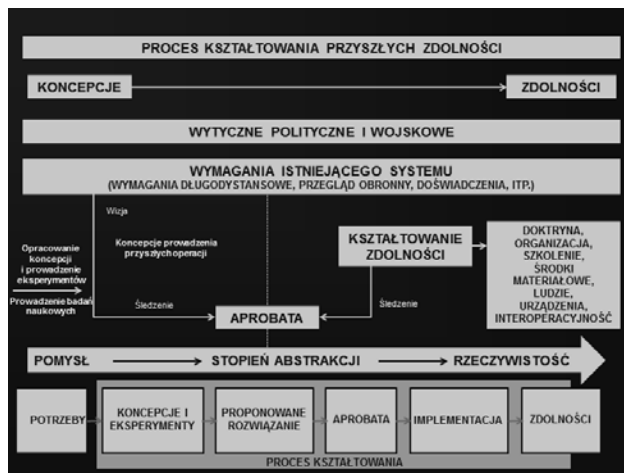 PROCES KSZTAŁTOWANIA PRZYSZŁYCH ZDOLNOŚCI
KONCEPCJE
ZDOLNOŚCI
WYTYCZNE POLITYCZNE I WOJSKOWE
WYMAGANIA ISTNIEJĄCEGO SYSTEMU
(WYMAGANIA DŁUGODYSTANSOWE, PRZEGLĄD OBRONNY, DOŚWIADCZENIA, ITP.)
Wizja
Koncepcje prowadzenia
przyszłych operacji
Opracowanie
koncepcji
i prowadzenie
eksperymentów
Prowadzenie badań
naukowych
Śledzenie
APROBATA
KSZTAŁTOWANIE
ZDOLNOŚCI
Śledzenie
DOKTRYNA,
ORGANIZACJA,
SZKOLENIE,
ŚRODKI
MATERIAŁOWE,
LUDZIE,
URZĄDZENIA,
INTEROPERACYJNOŚĆ
POMYSŁ
STOPIEŃ ABSTRAKCJI
RZECZYWISTOŚĆ
POTRZEBY
KONCEPCJE I
EKSPERYMENTY
PROPONOWANE
ROZWIĄZANIE
APROBATA
IMPLEMENTACJA
ZDOLNOŚCI
PROCES KSZTAŁTOWANIA